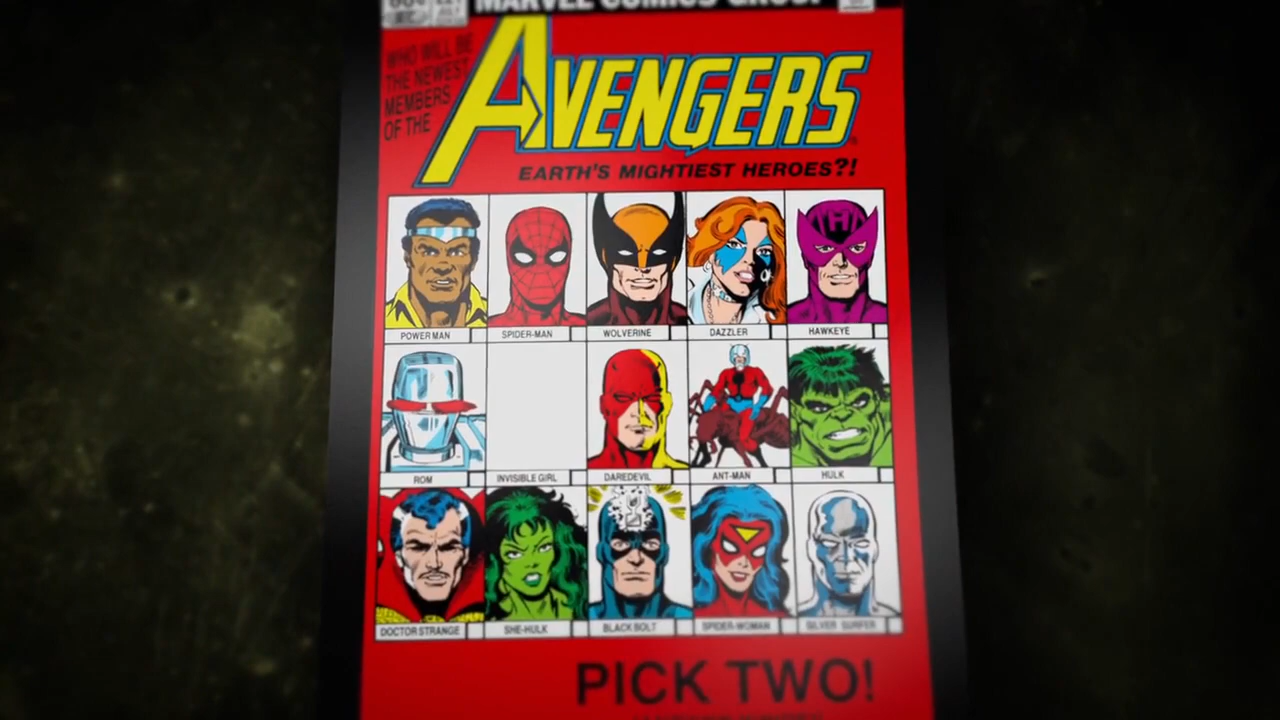 MARVEL COMICS GROUP
WHO WILL BE
THE NEWEST
MEMBERS
OF THE
AVENGERS
EARTH'S MIGHTIEST HEROES?!
POWER MAN
SPIDER-MAN
WOLVERINE
DAZZLER
HAWKEYE
ROM
INVISIBLE GIRL
DAREDEVIL
ANT-MAN
HULK
DOCTOR STRANGE
SHE-HULK
BLACK BOLT
SPIDER-WOMAN
SILVER SURFER
PICK TWO!